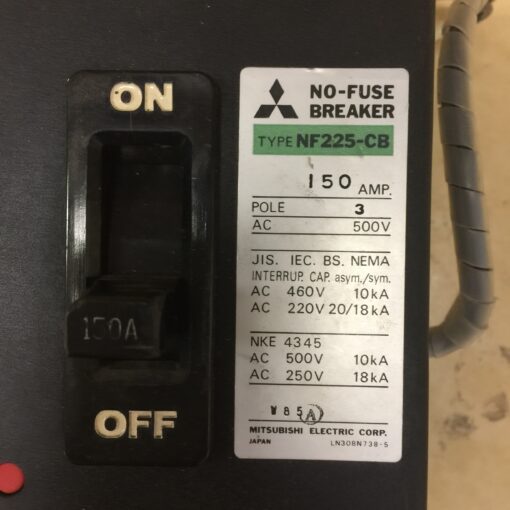 ON
150A
OFF
NO-FUSE
BREAKER
TYPE NF225-CB
150 AMP.
POLE 3
AC 500V
JIS. IEC. BS. NEMA
INTERRUP. CAP. asym./sym.
AC 460V 10kA
AC 220V 20/18kA
NKE 4345
AC 500V 10kA
AC 250V 18kA
W85 A
MITSUBISHI ELECTRIC CORP.
JAPAN LN308N738-5